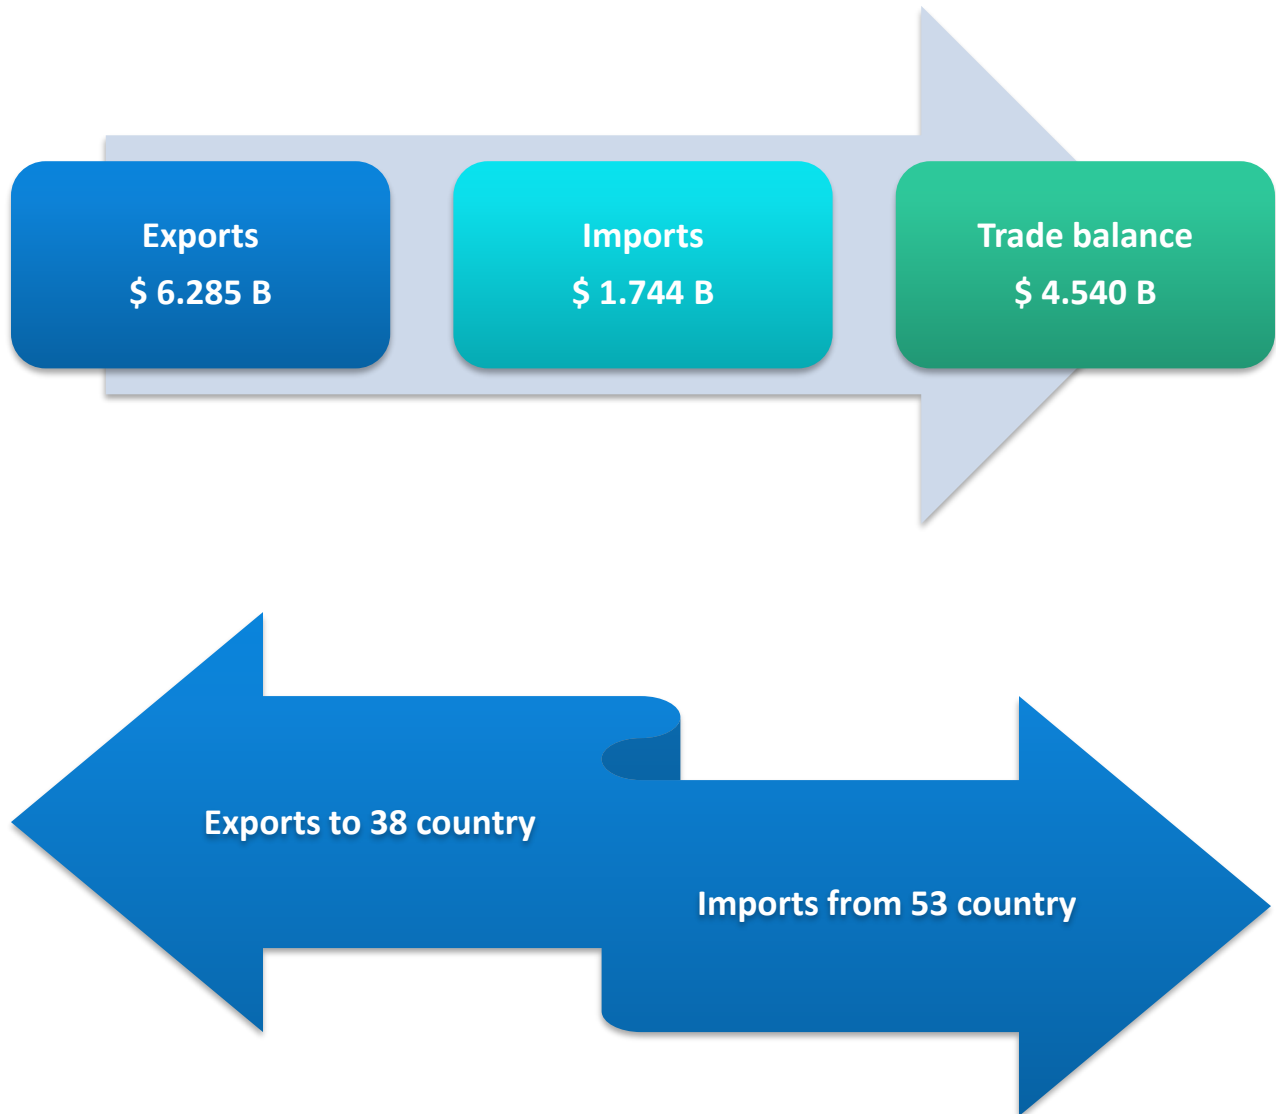 Exports
$ 6.285 B
Imports
$ 1.744 B
Trade balance
$ 4.540 B
Exports to 38 country
Imports from 53 country